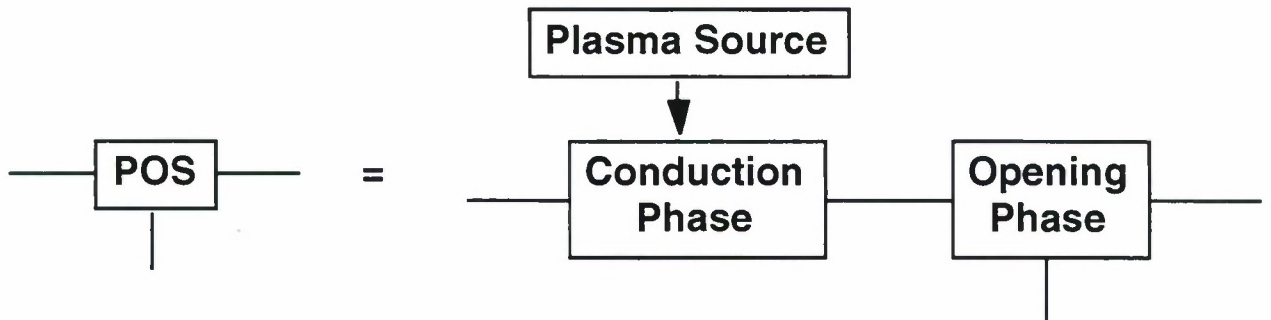 Plasma Source
POS
=
Conduction
Phase
Opening
Phase